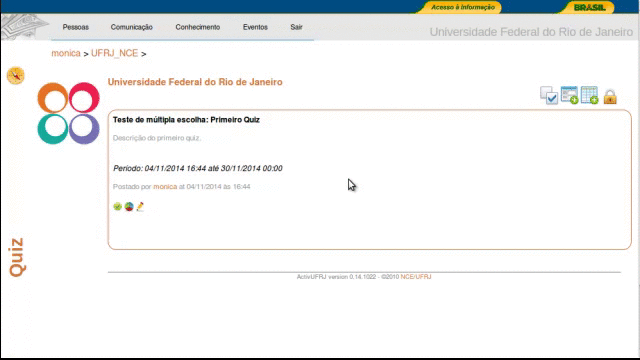 Acesso à Informação
BRASIL
Pessoas Comunicação Conhecimento Eventos Sair
Universidade Federal do Rio de Janeiro
monica > UFRJ_NCE >
Universidade Federal do Rio de Janeiro
Teste de múltipla escolha: Primeiro Quiz
Descrição do primeiro quiz.
Período: 04/11/2014 16:44 até 30/11/2014 00:00
Postado por monica at 04/11/2014 às 16:44
Quiz
ActivUFRJ version 0.14.1022 - ©2010 NCE/UFRJ